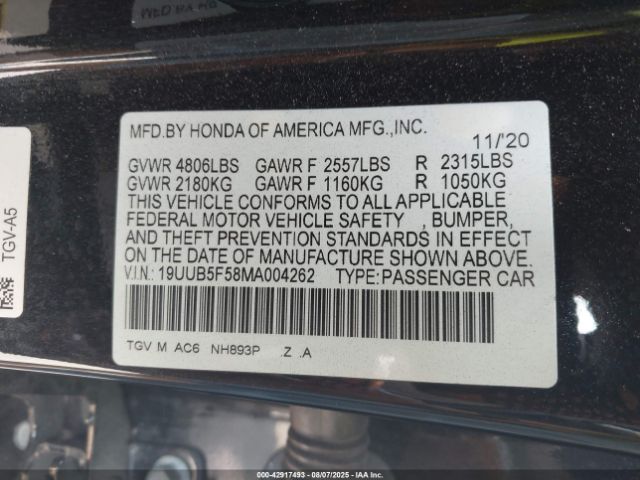 MFD.BY HONDA OF AMERICA MFG.,INC.
11/'20
GVWR 4806LBS GAWR F 2557LBS R 2315LBS
GVWR 2180KG GAWR F 1160KG R 1050KG
THIS VEHICLE CONFORMS TO ALL APPLICABLE
FEDERAL MOTOR VEHICLE SAFETY , BUMPER,
AND THEFT PREVENTION STANDARDS IN EFFECT
ON THE DATE OF MANUFACTURE SHOWN ABOVE.
V.I.N.: 19UUB5F58MA004262 TYPE:PASSENGER CAR
TGV M AC6 NH893P .Z .A
TGV-A5
000-42917493 - 08/07/2025 - IAA Inc.